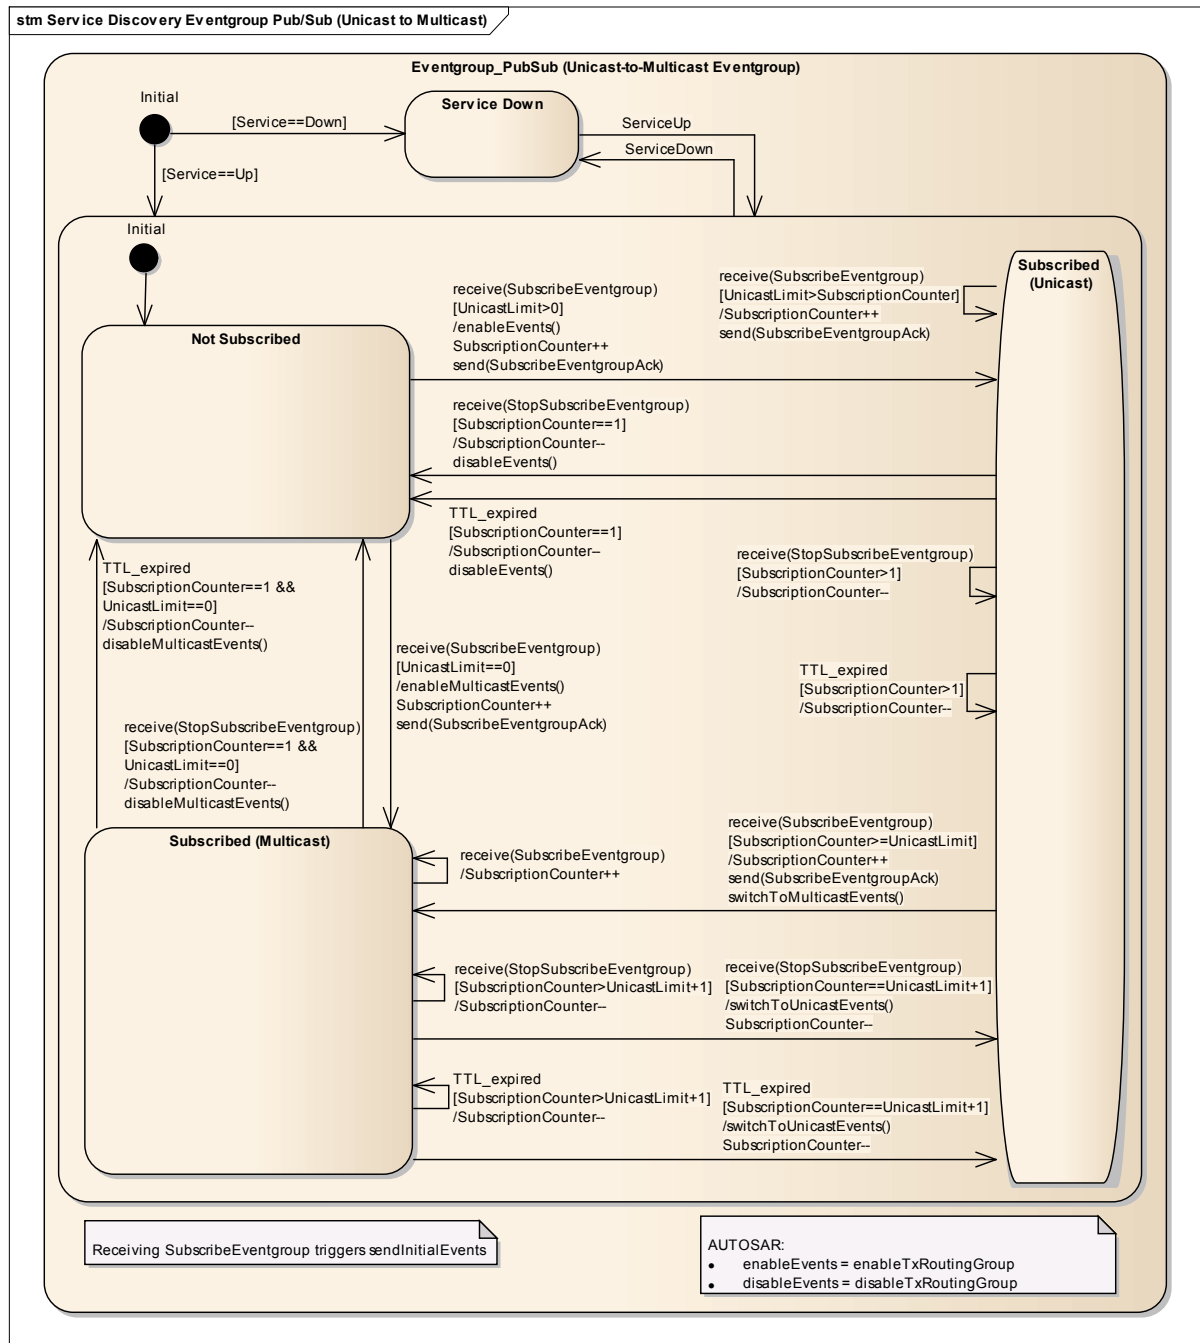 stm Service Discovery Eventgroup Pub/Sub (Unicast to Multicast)
Eventgroup_PubSub (Unicast-to-Multicast Eventgroup)
Initial
Service Down
[Service==Down]
ServiceUp
ServiceDown
[Service==Up]
Initial
Not Subscribed
receive(SubscribeEventgroup)
[UnicastLimit>0]
/enableEvents()
SubscriptionCounter++
send(SubscribeEventgroupAck)
receive(SubscribeEventgroup)
[UnicastLimit>SubscriptionCounter]
/SubscriptionCounter++
send(SubscribeEventgroupAck)
Subscribed
(Unicast)
receive(StopSubscribeEventgroup)
[SubscriptionCounter==1]
/SubscriptionCounter--
disableEvents()
TTL_expired
[SubscriptionCounter==1]
/SubscriptionCounter--
disableEvents()
receive(StopSubscribeEventgroup)
[SubscriptionCounter>1]
/SubscriptionCounter--
TTL_expired
[SubscriptionCounter==1 &&
UnicastLimit==0]
/SubscriptionCounter--
disableMulticastEvents()
receive(SubscribeEventgroup)
[UnicastLimit==0]
/enableMulticastEvents()
SubscriptionCounter++
send(SubscribeEventgroupAck)
TTL_expired
[SubscriptionCounter>1]
/SubscriptionCounter--
receive(StopSubscribeEventgroup)
[SubscriptionCounter==1 &&
UnicastLimit==0]
/SubscriptionCounter--
disableMulticastEvents()
Subscribed (Multicast)
receive(SubscribeEventgroup)
/SubscriptionCounter++
receive(SubscribeEventgroup)
[SubscriptionCounter>=UnicastLimit]
/SubscriptionCounter++
send(SubscribeEventgroupAck)
switchToMulticastEvents()
receive(StopSubscribeEventgroup)
[SubscriptionCounter>UnicastLimit+1]
/SubscriptionCounter--
receive(StopSubscribeEventgroup)
[SubscriptionCounter==UnicastLimit+1]
/switchToUnicastEvents()
SubscriptionCounter--
TTL_expired
[SubscriptionCounter>UnicastLimit+1]
/SubscriptionCounter--
TTL_expired
[SubscriptionCounter==UnicastLimit+1]
/switchToUnicastEvents()
SubscriptionCounter--
Receiving SubscribeEventgroup triggers sendInitialEvents
AUTOSAR:
• enableEvents = enableTxRoutingGroup
• disableEvents = disableTxRoutingGroup